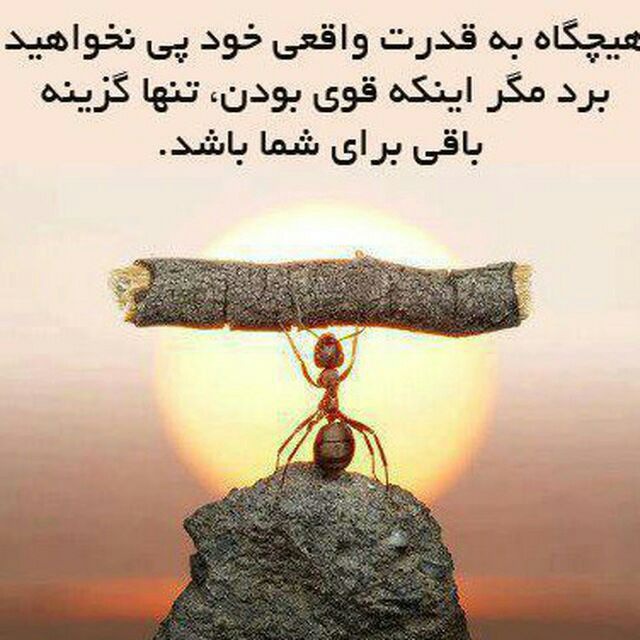 هیچگاه به قدرت واقعی خود پی نخواهید
برد مگر اینکه قوی بودن، تنها گزینه
باقی برای شما باشد.